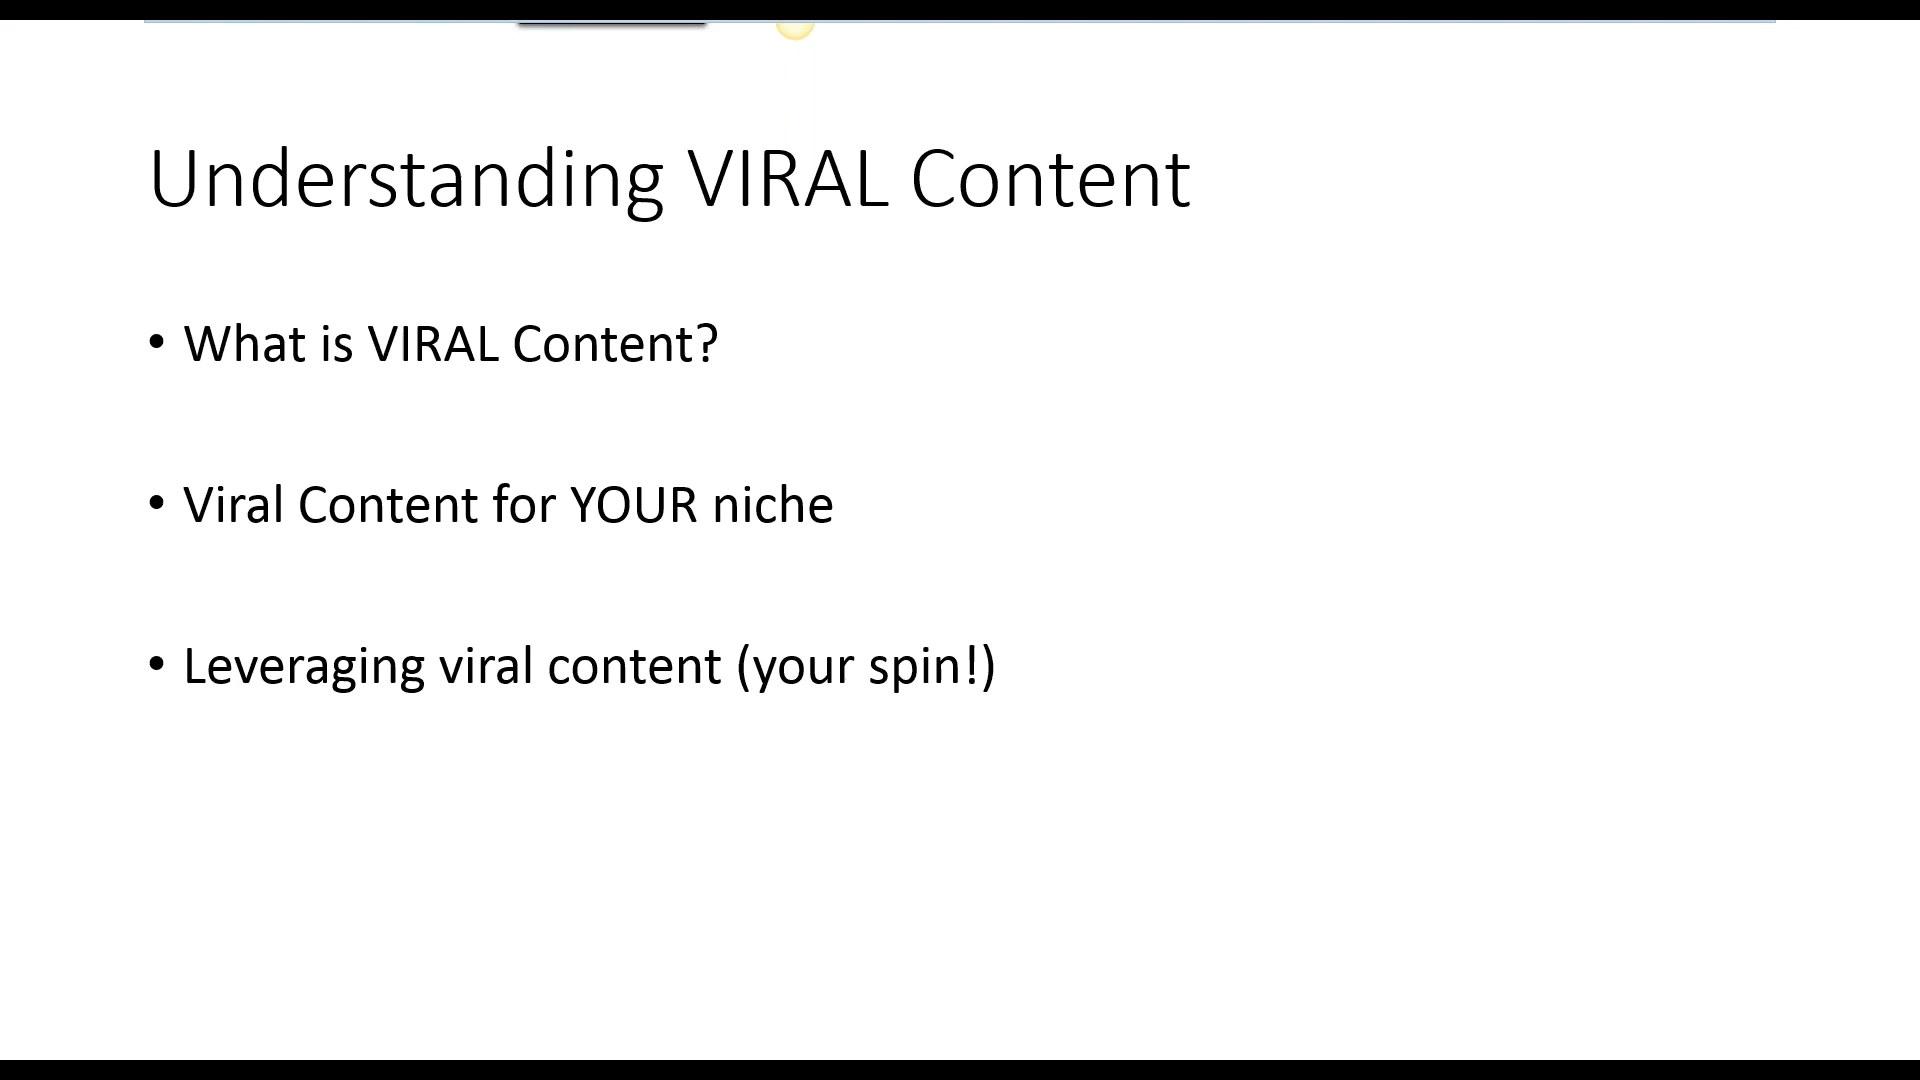 Understanding VIRAL Content
• What is VIRAL Content?
• Viral Content for YOUR niche
• Leveraging viral content (your spin!)